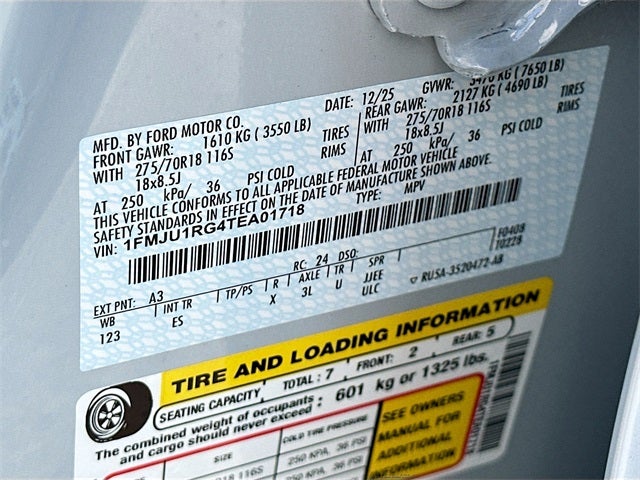 MFD. BY FORD MOTOR CO.
DATE: 12/25 GVWR: 3470 KG ( 7650 LB)
FRONT GAWR: 1610 KG ( 3550 LB) REAR GAWR: 2127 KG ( 4690 LB)
WITH 275/70R18 116S TIRES WITH 275/70R18 116S TIRES
18x8.5J RIMS 18x8.5J RIMS
AT 250 kPa/ 36 PSI COLD AT 250 kPa/ 36 PSI COLD
THIS VEHICLE CONFORMS TO ALL APPLICABLE FEDERAL MOTOR VEHICLE
SAFETY STANDARDS IN EFFECT ON THE DATE OF MANUFACTURE SHOWN ABOVE.
VIN: 1FMJU1RG4TEA01718 TYPE: MPV
F0408
T0228
EXT PNT: A3 RC: 24 DSO:
WB INT TR TP/PS R AXLE TR SPR
123 ES X 3L U JJEE
ULC
RUSA-3520472-AB
TIRE AND LOADING INFORMATION
SEATING CAPACITY TOTAL: 7 FRONT: 2 REAR: 5
The combined weight of occupants and cargo should never exceed : 601 kg or 1325 lbs.
SIZE COLD TIRE PRESSURE
R18 116S 250 KPA, 36 PSI
250 KPA, 36 PSI
SEE OWNERS
MANUAL FOR
ADDITIONAL
INFORMATION